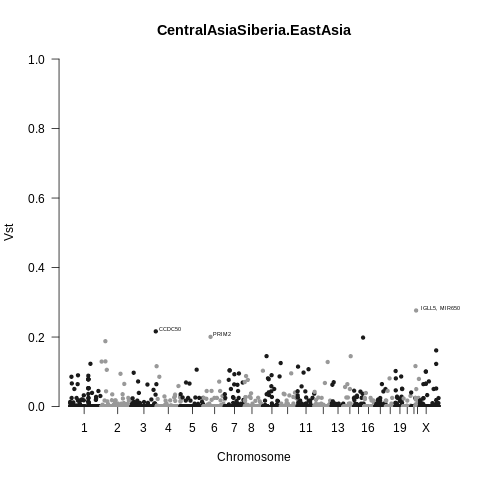 CentralAsiaSiberia.EastAsia
1.0
0.8
0.6
0.4
0.2
0.0
Vst
IGLL5, MIR650
CCDC50
PRIM2
1 2 3 4 5 6 7 8 9 11 13 16 19 X
Chromosome